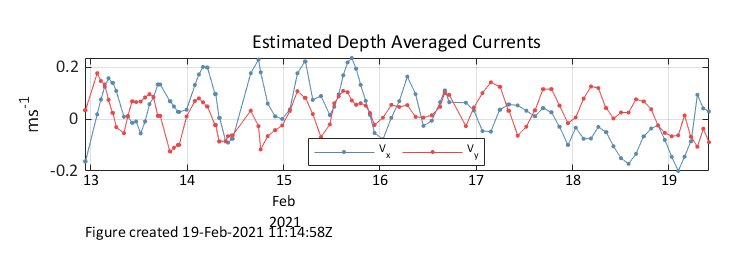 Estimated Depth Averaged Currents
ms-1
0.2
0
-0.2
Vx Vy
13 14 15 16 17 18 19
Feb
2021
Figure created 19-Feb-2021 11:14:58Z